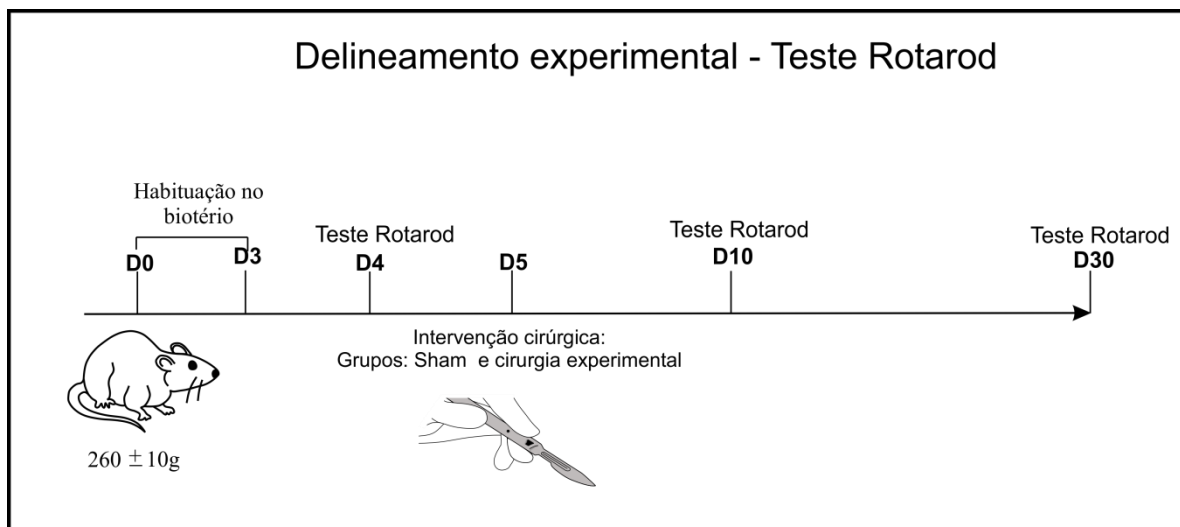 Delineamento experimental - Teste Rotarod
Habituação no
biotério
D0
D3
Teste Rotarod
D4
D5
Teste Rotarod
D10
Teste Rotarod
D30
Intervenção cirúrgica:
Grupos: Sham e cirurgia experimental
260 ±10g